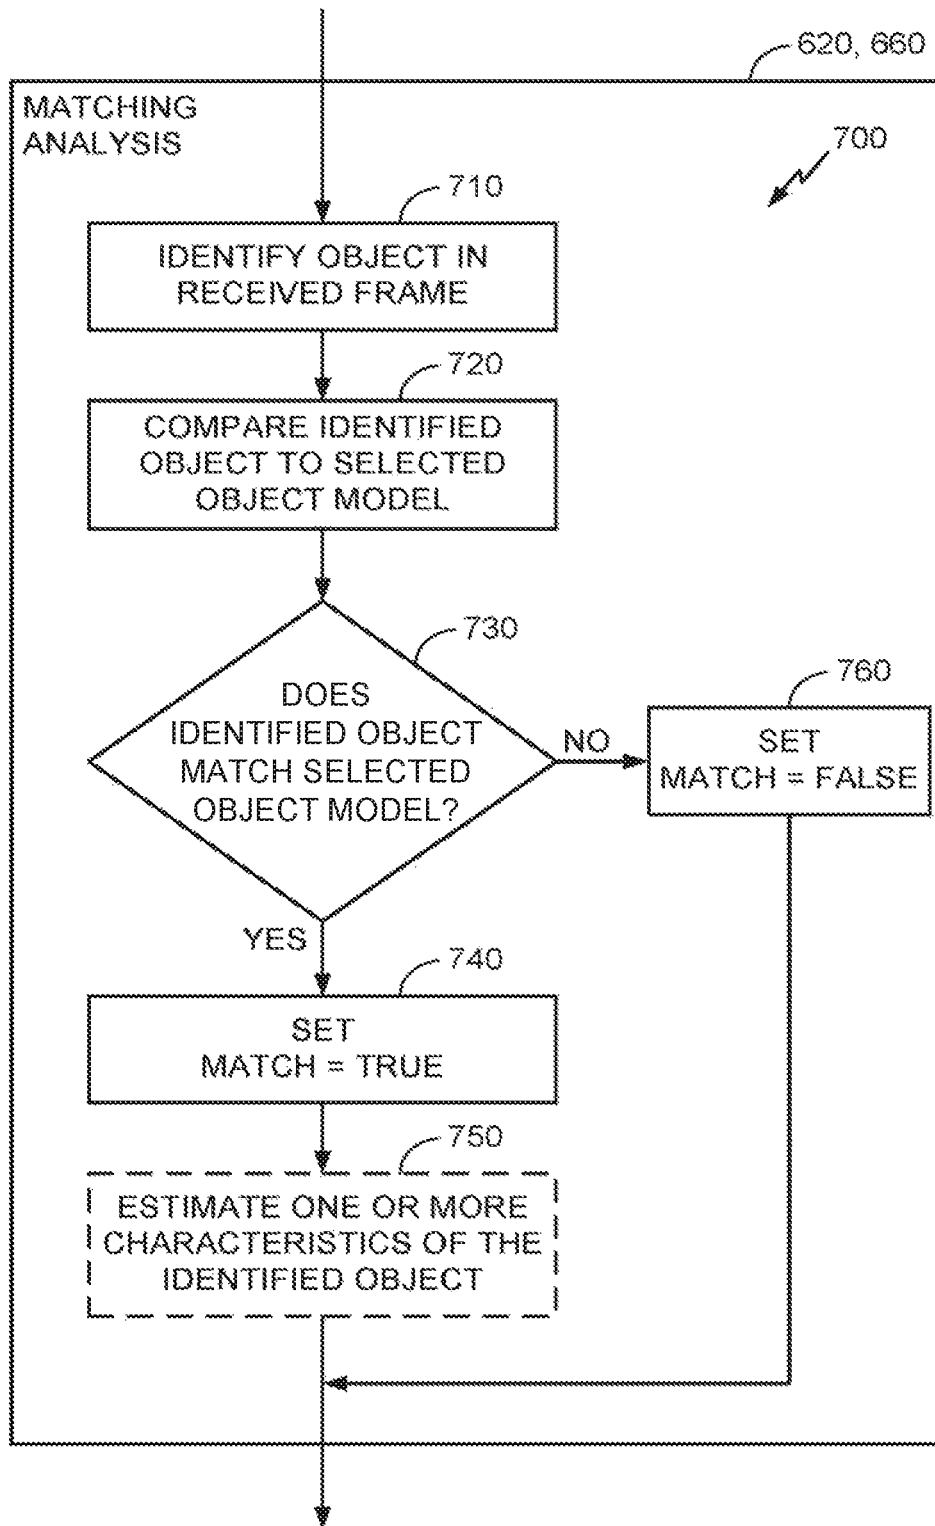 620, 660
MATCHING
ANALYSIS
700
710
IDENTIFY OBJECT IN
RECEIVED FRAME
720
COMPARE IDENTIFIED
OBJECT TO SELECTED
OBJECT MODEL
730
DOES
IDENTIFIED OBJECT
MATCH SELECTED
OBJECT MODEL?
NO
760
SET
MATCH = FALSE
YES
740
SET
MATCH = TRUE
750
ESTIMATE ONE OR MORE
CHARACTERISTICS OF THE
IDENTIFIED OBJECT